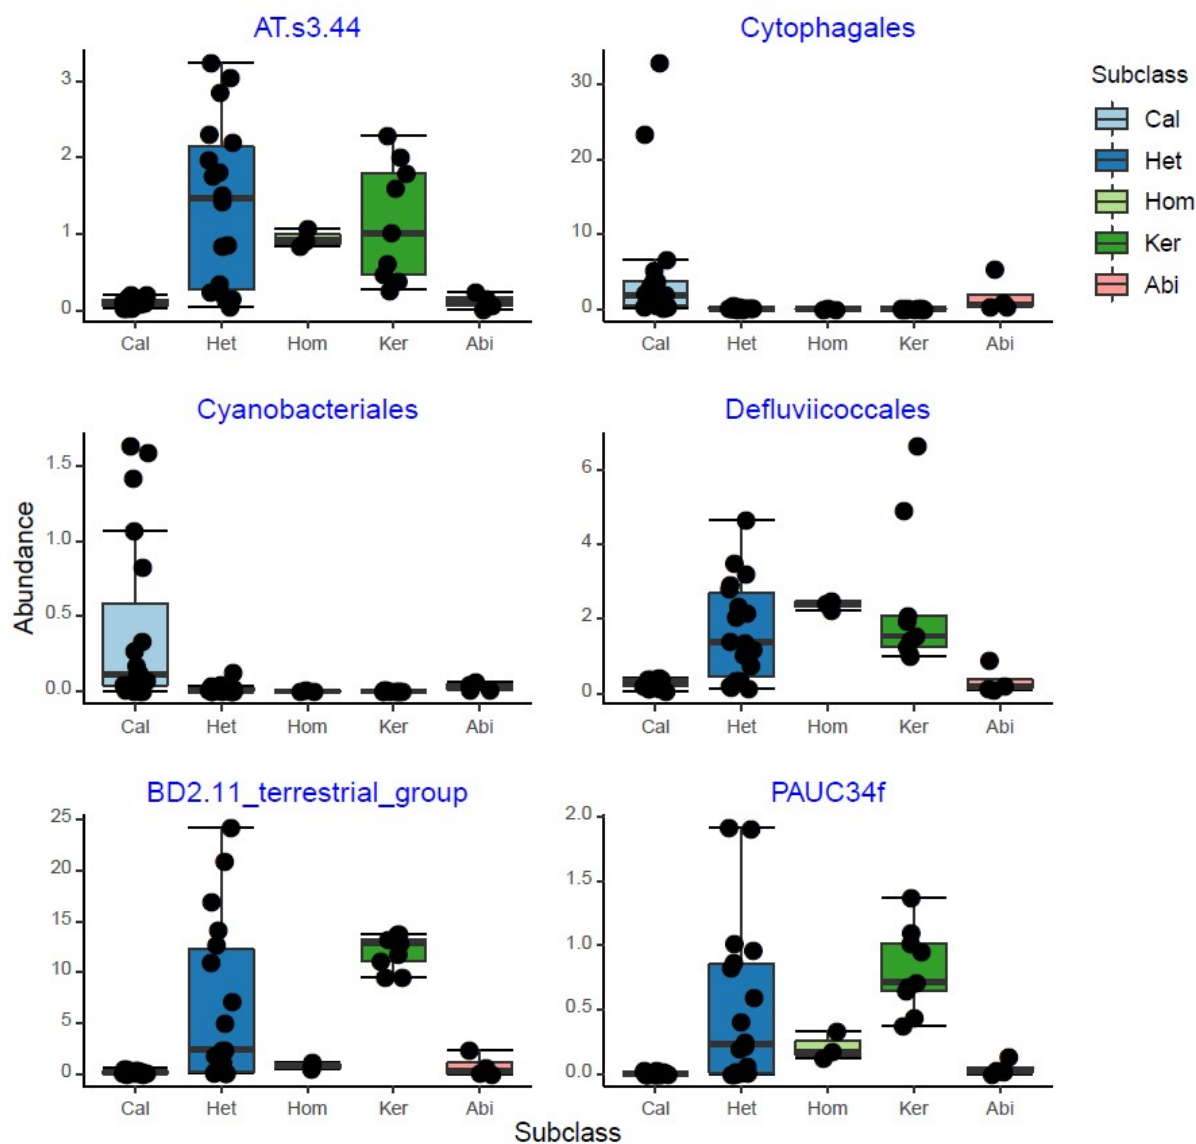 AT.s3.44
3
2
1
0
Cal Het Hom Ker Abi
Cytophagales
30
20
10
0
Cal Het Hom Ker Abi
Subclass
Cal
Het
Hom
Ker
Abi
Abundance
Cyanobacteriales
1.5
1.0
0.5
0.0
Cal Het Hom Ker Abi
Defluviicoccales
6
4
2
0
Cal Het Hom Ker Abi
BD2.11_terrestrial_group
25
20
15
10
5
0
Cal Het Hom Ker Abi
PAUC34f
2.0
1.5
1.0
0.5
0.0
Cal Het Hom Ker Abi
Subclass